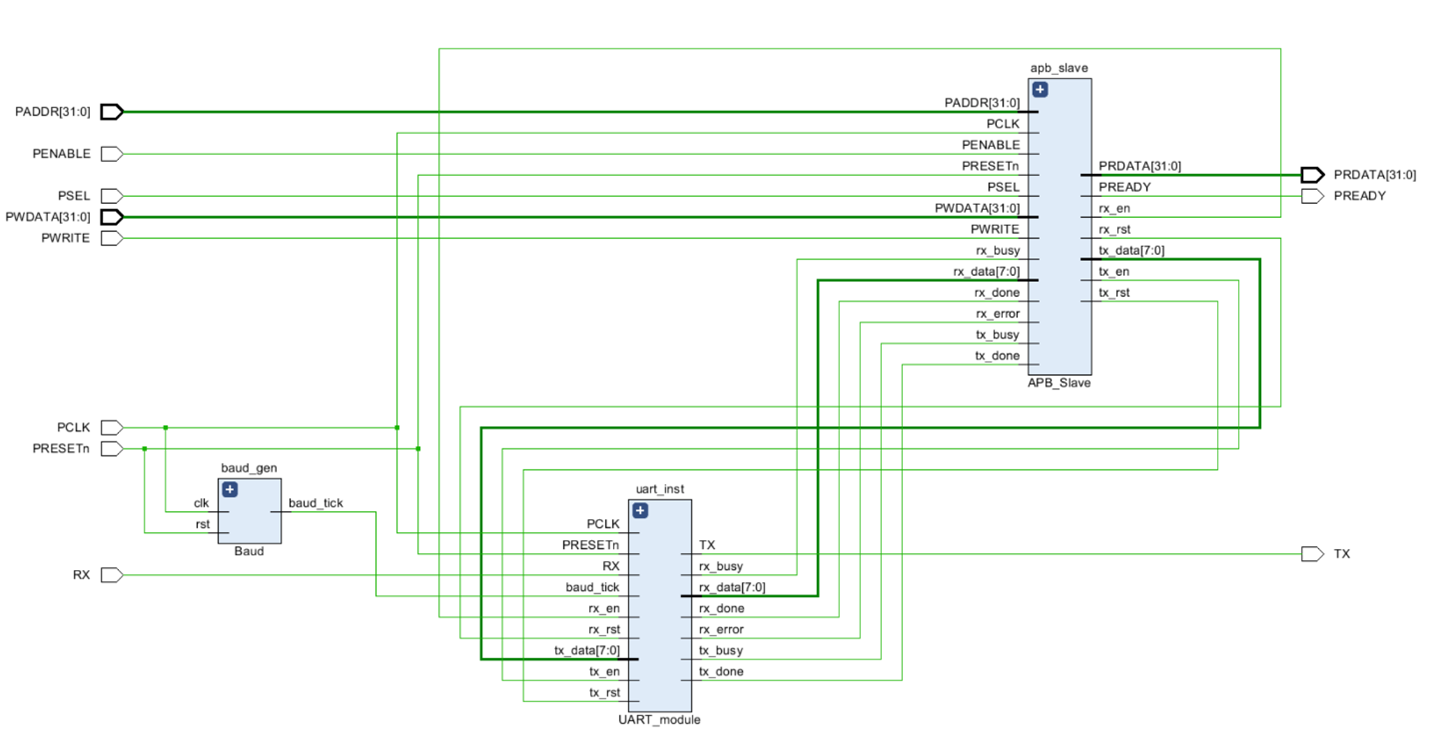 apb_slave
PADDR[31:0]
PADDR[31:0]
PCLK
PENABLE
PENABLE
PRESETn
PRDATA[31:0]
PRDATA[31:0]
PSEL
PSEL
PREADY
PREADY
PWDATA[31:0]
PWDATA[31:0]
rx_en
PWRITE
PWRITE
rx_rst
rx_busy
tx_data[7:0]
rx_data[7:0]
tx_en
rx_done
tx_rst
rx_error
tx_busy
tx_done
APB_Slave
PCLK
PRESETn
baud_gen
clk
baud_tick
rst
Baud
uart_inst
PCLK
PRESETn
TX
TX
RX
RX
rx_busy
baud_tick
rx_data[7:0]
rx_en
rx_done
rx_rst
rx_error
tx_data[7:0]
tx_busy
tx_en
tx_done
tx_rst
UART_module